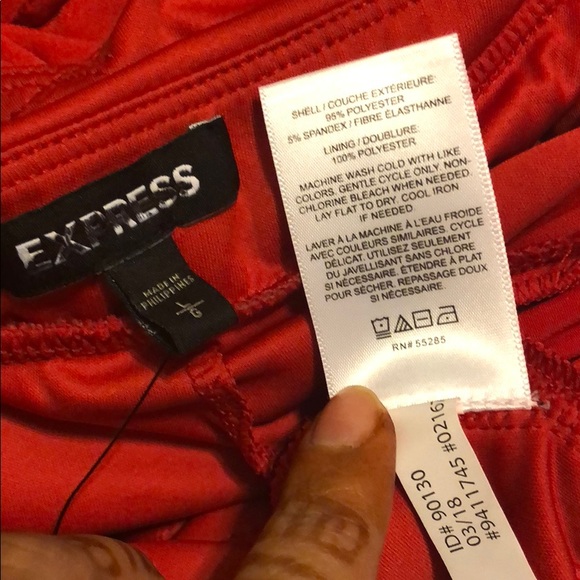 EXPRESS
MADE IN
PHILIPPINES
G
SHELL / COUCHE EXTÉRIEURE:
95% POLYESTER
5% SPANDEX / FIBRE ÉLASTHANNE
LINING / DOUBLURE:
100% POLYESTER
MACHINE WASH COLD WITH LIKE
COLORS. GENTLE CYCLE ONLY. NON-
CHLORINE BLEACH WHEN NEEDED.
LAY FLAT TO DRY. COOL IRON
IF NEEDED
LAVER À LA MACHINE À L'EAU FROIDE
AVEC COULEURS SIMILAIRES. CYCLE
DÉLICAT. UTILISEZ SEULEMENT
DU JAVELLISANT SANS CHLORE
SI NÉCESSAIRE. ÉTENDRE À PLAT
POUR SÉCHER. REPASSAGE DOUX
SI NÉCESSAIRE.
RN# 55285
ID# 90130
03/18
#9411745 #0216